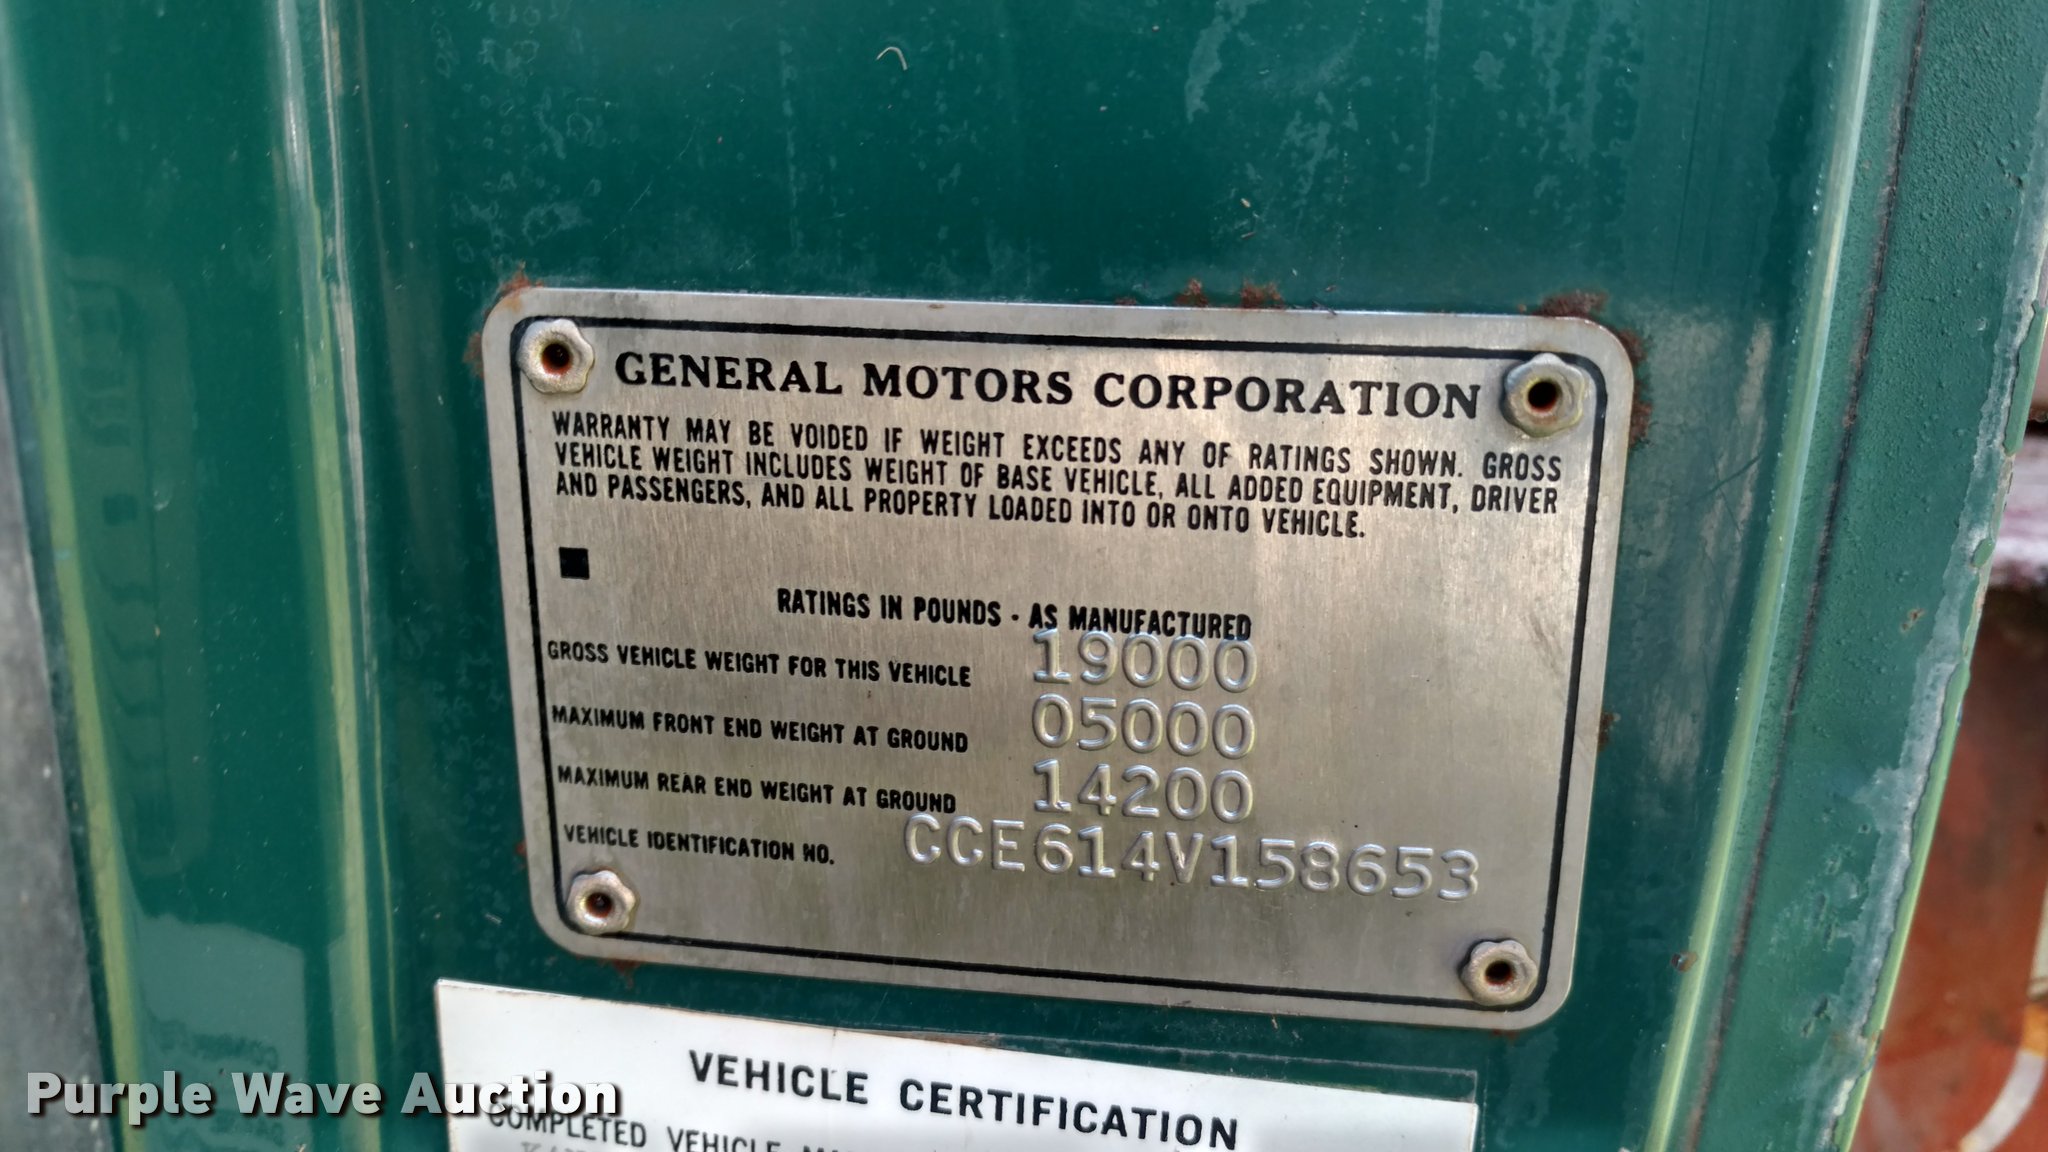 GENERAL MOTORS CORPORATION
WARRANTY MAY BE VOIDED IF WEIGHT EXCEEDS ANY OF RATINGS SHOWN. GROSS
VEHICLE WEIGHT INCLUDES WEIGHT OF BASE VEHICLE, ALL ADDED EQUIPMENT, DRIVER
AND PASSENGERS, AND ALL PROPERTY LOADED INTO OR ONTO VEHICLE.
RATINGS IN POUNDS - AS MANUFACTURED
GROSS VEHICLE WEIGHT FOR THIS VEHICLE 19000
MAXIMUM FRONT END WEIGHT AT GROUND 05000
MAXIMUM REAR END WEIGHT AT GROUND 14200
VEHICLE IDENTIFICATION NO. CCE614V158653
VEHICLE CERTIFICATION
COMPLETED VEHICLE
Purple Wave Auction